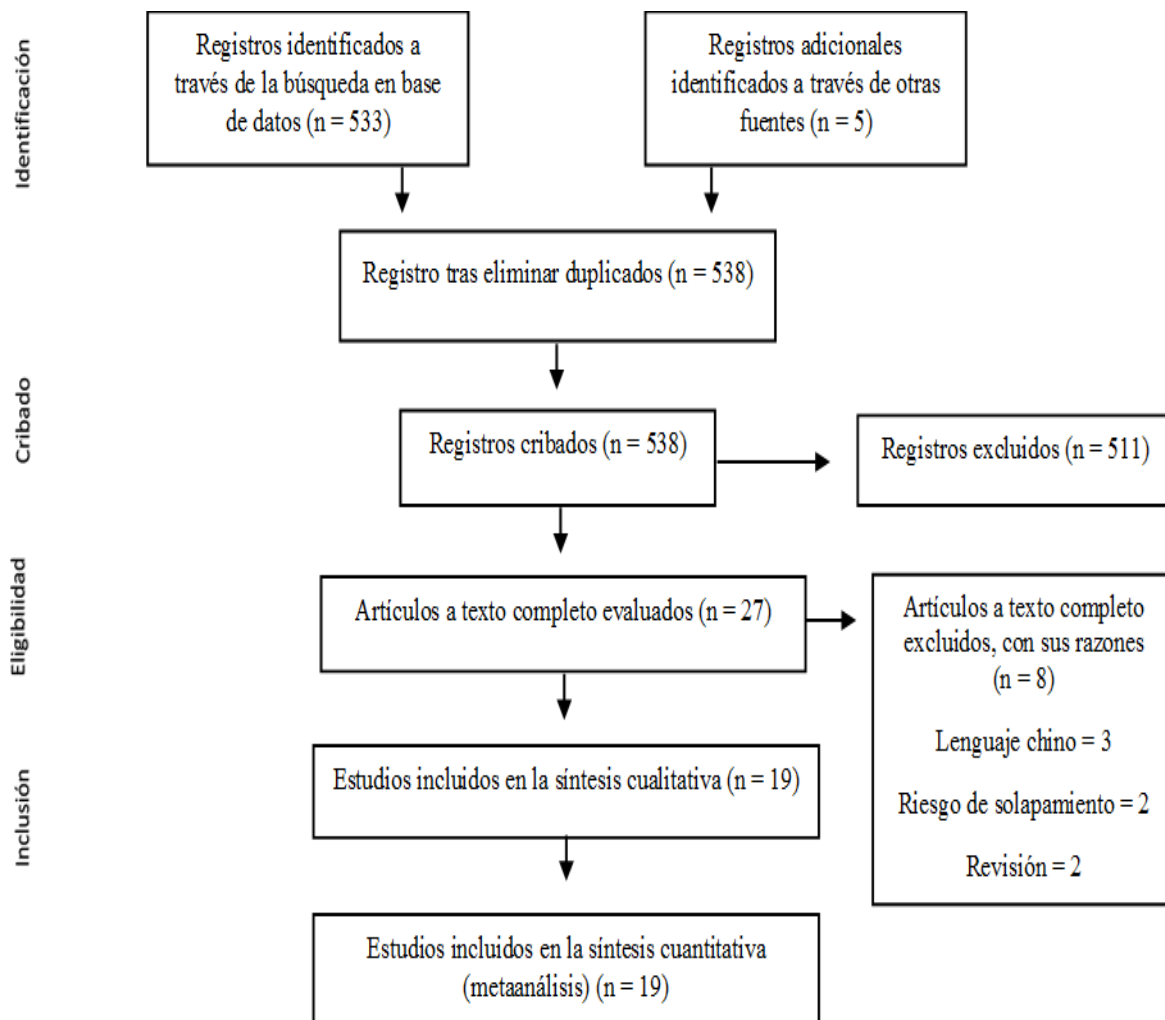 Identificación
Registros identificados a
través de la búsqueda en base
de datos (n = 533)
Registros adicionales
identificados a través de otras
fuentes (n = 5)
Registro tras eliminar duplicados (n = 538)
Cribado
Registros cribados (n = 538)
Registros excluidos (n = 511)
Eligibilidad
Artículos a texto completo evaluados (n = 27)
Artículos a texto completo
excluidos, con sus razones
(n = 8)
Lenguaje chino = 3
Riesgo de solapamiento = 2
Revisión = 2
Inclusión
Estudios incluidos en la síntesis cualitativa (n = 19)
Estudios incluidos en la síntesis cuantitativa
(metaanálisis) (n = 19)